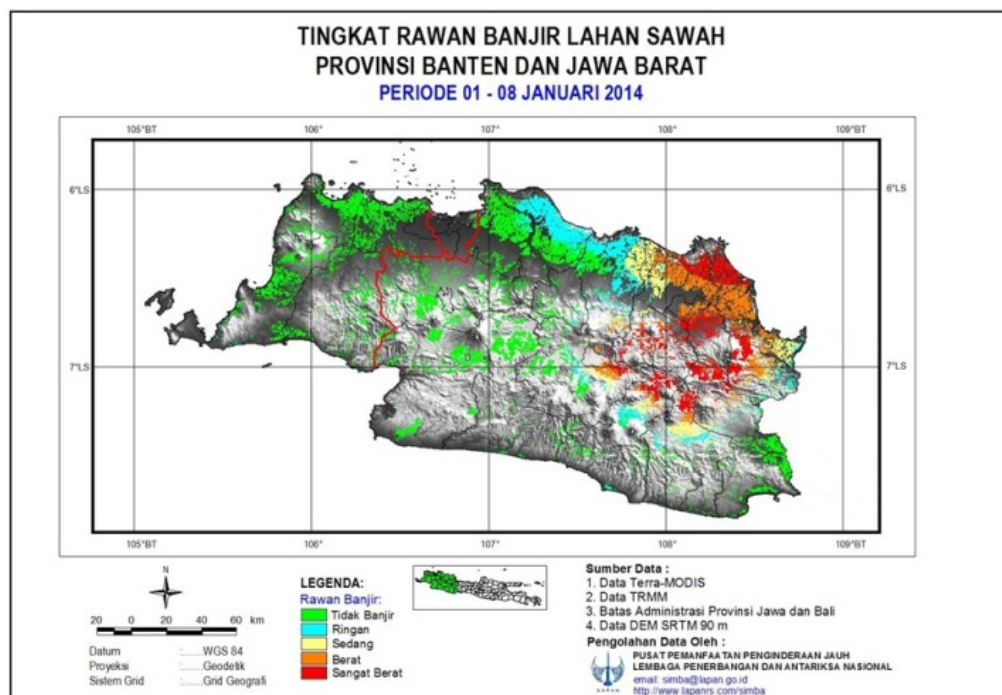 TINGKAT RAWAN BANJIR LAHAN SAWAH
PROVINSI BANTEN DAN JAWA BARAT
PERIODE 01 - 08 JANUARI 2014
105°BT 106° 107° 108° 109°BT
6°LS 6°LS
7°LS 7°LS
105°BT 106° 107° 108° 109°BT
N
20 0 20 40 60 km
Datum :......WGS 84
Proyeksi :......Geodetik
Sistem Grid :......Grid Geografi
LEGENDA:
Rawan Banjir:
Tidak Banjir
Ringan
Sedang
Berat
Sangat Berat
Sumber Data :
1. Data Terra-MODIS
2. Data TRMM
3. Batas Administrasi Provinsi Jawa dan Bali
4. Data DEM SRTM 90 m
Pengolahan Data Oleh :
PUSAT PEMANFAATAN PENGINDERAAN JAUH
LEMBAGA PENERBANGAN DAN ANTARIKSA NASIONAL
email: simba@lapan.go.id
http://www.lapanrs.com/simba
LAPAN